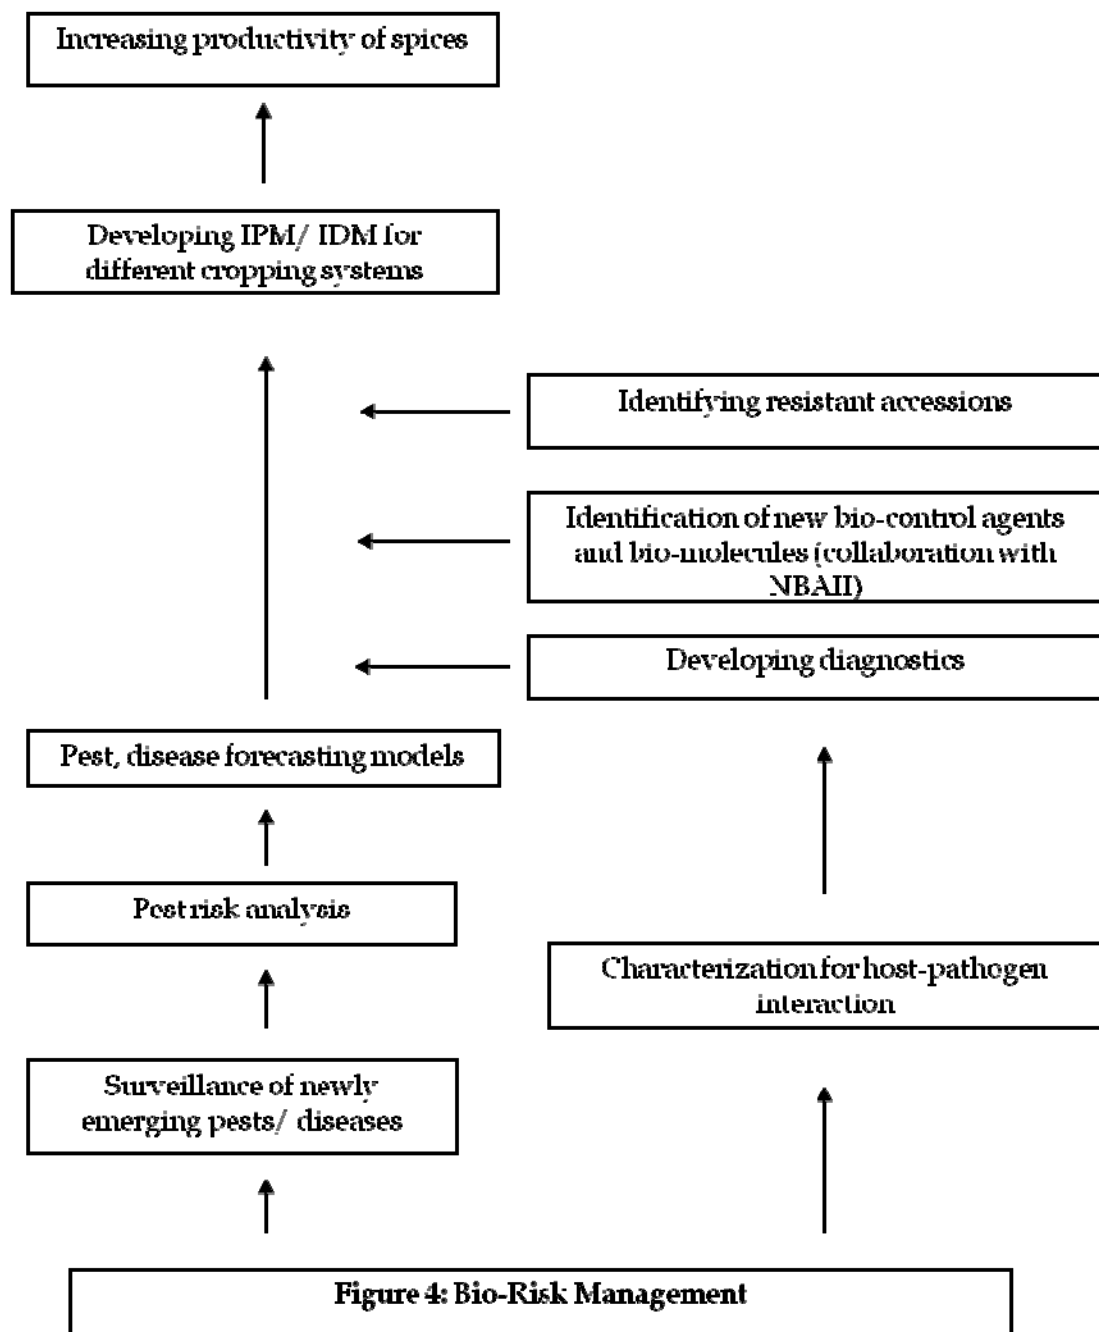 Increasing productivity of spices
Developing IPM/ IDM for
different cropping systems
Identifying resistant accessions
Identification of new bio-control agents
and bio-molecules (collaboration with
NBAII)
Developing diagnostics
Pest, disease forecasting models
Pest risk analysis
Characterization for host-pathogen
interaction
Surveillance of newly
emerging pests/ diseases
Figure 4: Bio-Risk Management